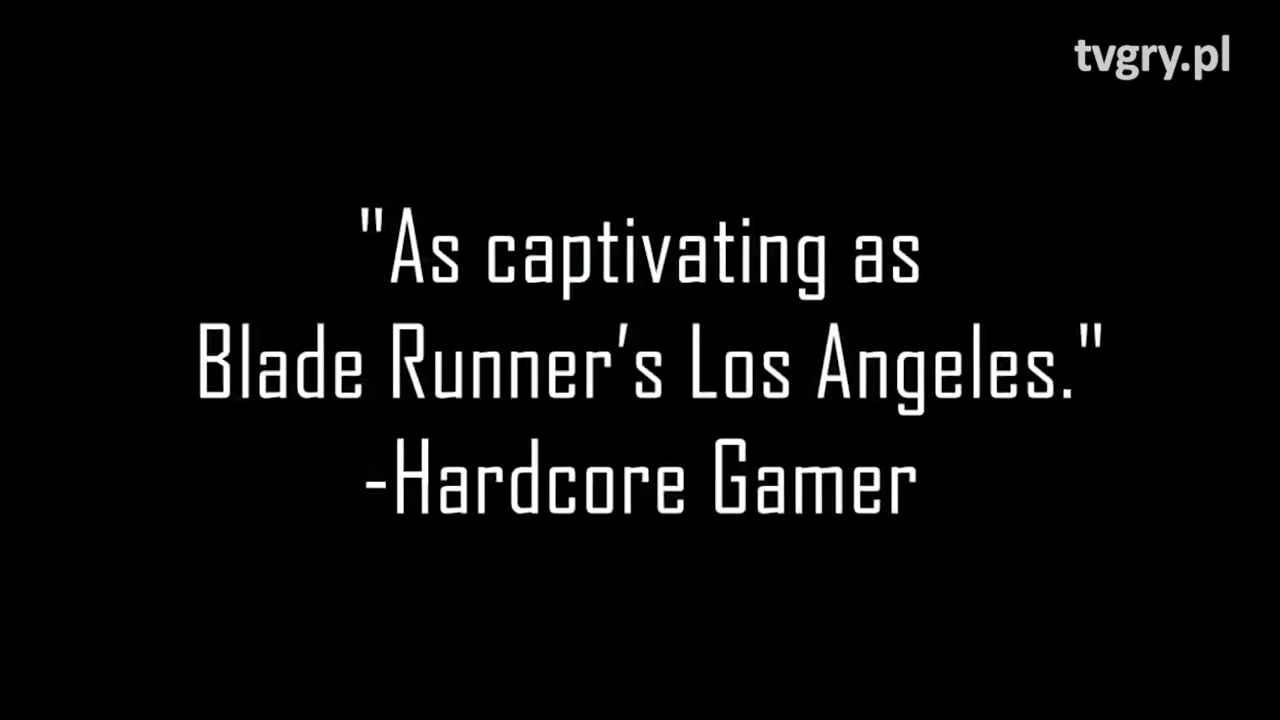 tvgry.pl
"As captivating as
Blade Runner’s Los Angeles."
-Hardcore Gamer